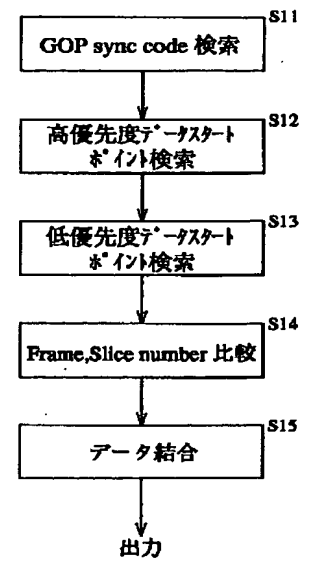 S11
GOP sync code 検索
S12
高優先度ﾃﾞｰﾀｽﾀｰﾄ
ﾎﾟｲﾝﾄ検索
S13
低優先度ﾃﾞｰﾀｽﾀｰﾄ
ﾎﾟｲﾝﾄ検索
S14
Frame,Slice number 比較
S15
データ結合
出力